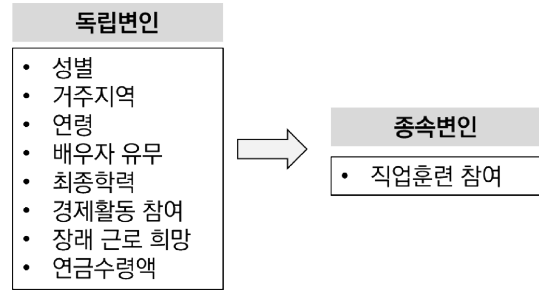 독립변인
• 성별
• 거주지역
• 연령
• 배우자 유무
• 최종학력
• 경제활동 참여
• 장래 근로 희망
• 연금수령액
종속변인
• 직업훈련 참여